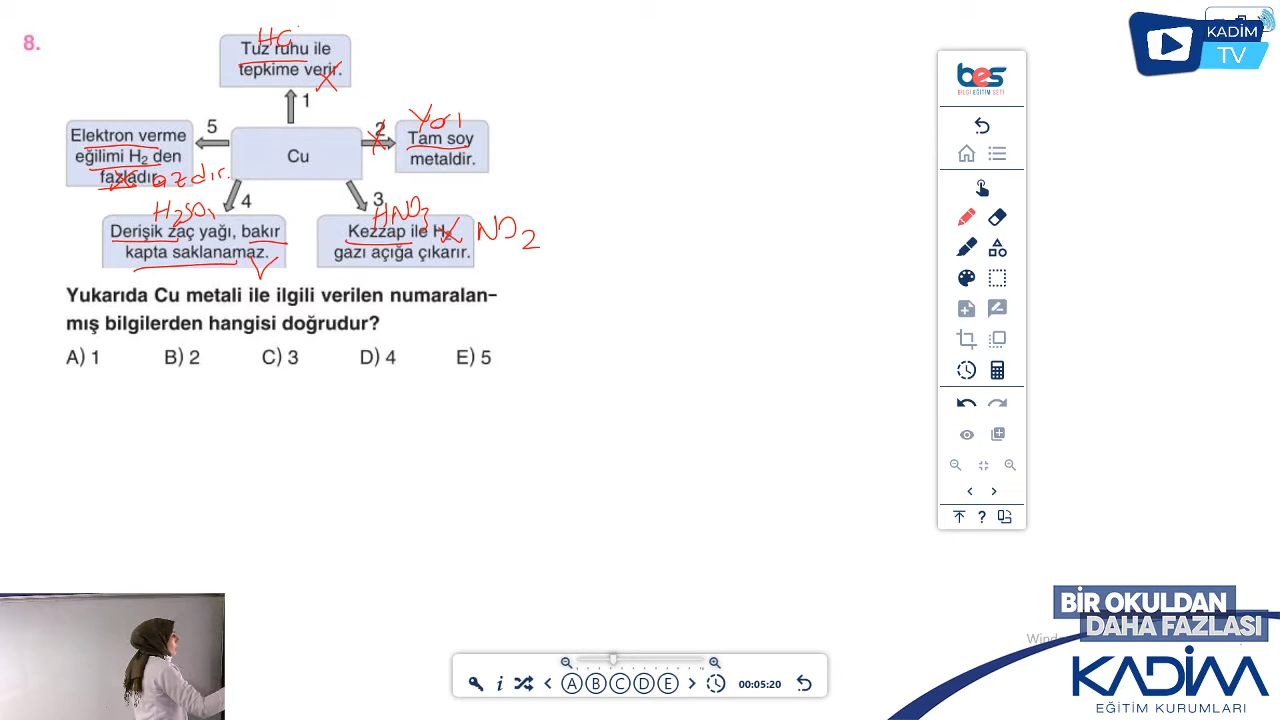 8.
HCl
Tuz ruhu ile
tepkime verir.
1
Elektron verme
eğilimi H2 den
fazladır.
azdır.
5
Cu
2
Yarı
Tam soy
metaldir.
4
H2SO4
Derişik zaç yağı, bakır
kapta saklanamaz.
3
HNO3
Kezzap ile H2
gazı açığa çıkarır.
NO2
Yukarıda Cu metali ile ilgili verilen numaralan-
mış bilgilerden hangisi doğrudur?
A) 1 B) 2 C) 3 D) 4 E) 5
KADİM
TV
bes
BİLGİ EĞİTİM SETİ
?
i A B C D E 00:05:20
BİR OKULDAN
DAHA FAZLASI
KADİM
EĞİTİM KURUMLARI